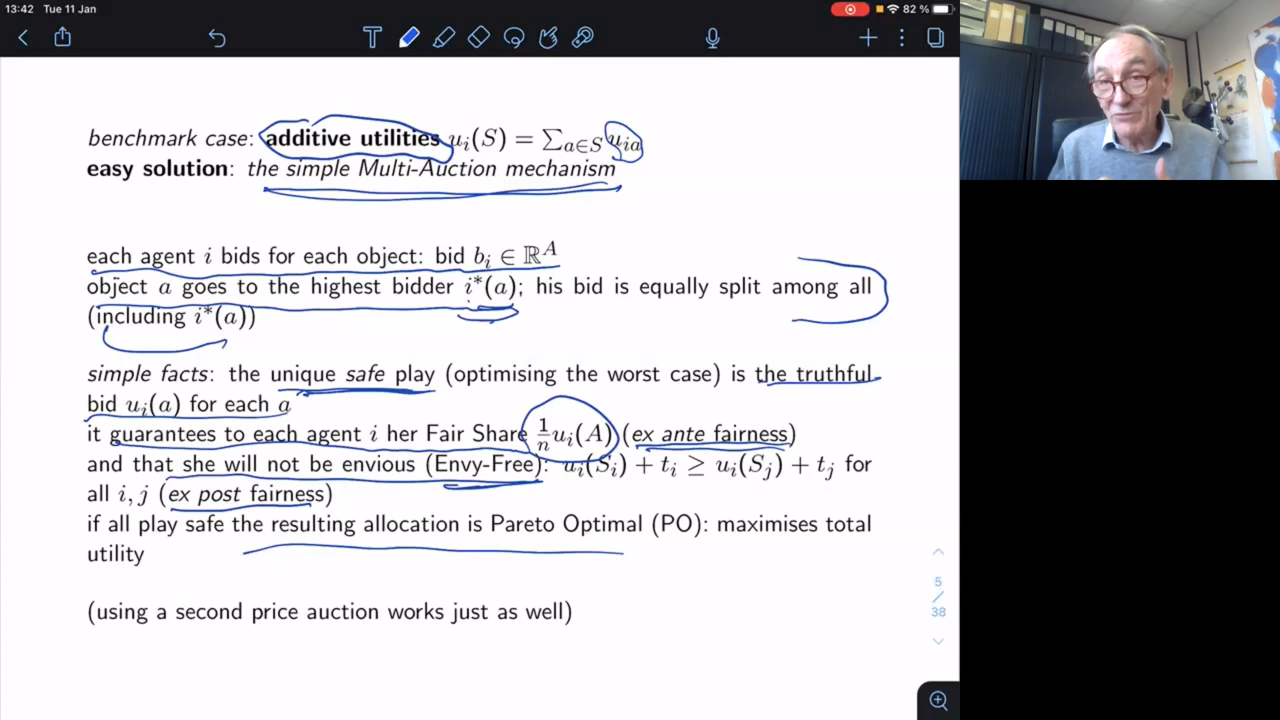 13:42 Tue 11 Jan
82 %
benchmark case: additive utilities u_i(S) = ∑_{a∈S} u_{ia}
easy solution: the simple Multi-Auction mechanism
each agent i bids for each object: bid b_i ∈ ℝ^A
object a goes to the highest bidder i*(a); his bid is equally split among all
(including i*(a))
simple facts: the unique safe play (optimising the worst case) is the truthful
bid u_i(a) for each a
it guarantees to each agent i her Fair Share 1/n u_i(A) (ex ante fairness)
and that she will not be envious (Envy-Free): u_i(S_i) + t_i ≥ u_i(S_j) + t_j for
all i, j (ex post fairness)
if all play safe the resulting allocation is Pareto Optimal (PO): maximises total
utility
(using a second price auction works just as well)
5
/
38